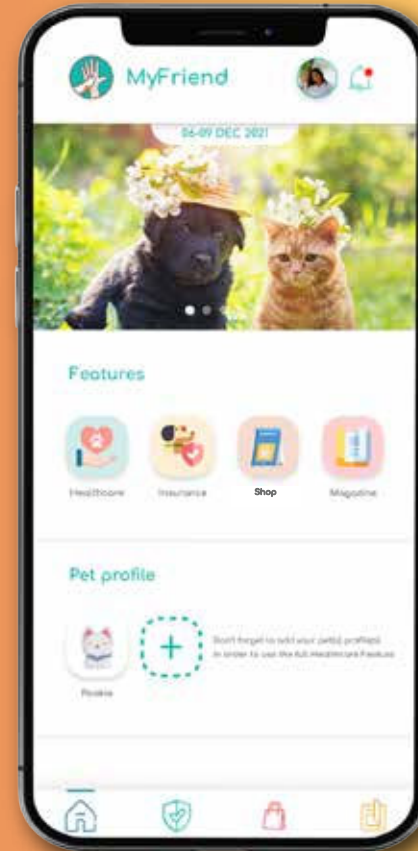 MyFriend
06-09 DEC 2021
Features
Healthcare Insurance Shop Magazine
Pet profile
Don't forget to add your pet(s) profile(s)
in order to use the full Healthcare Feature